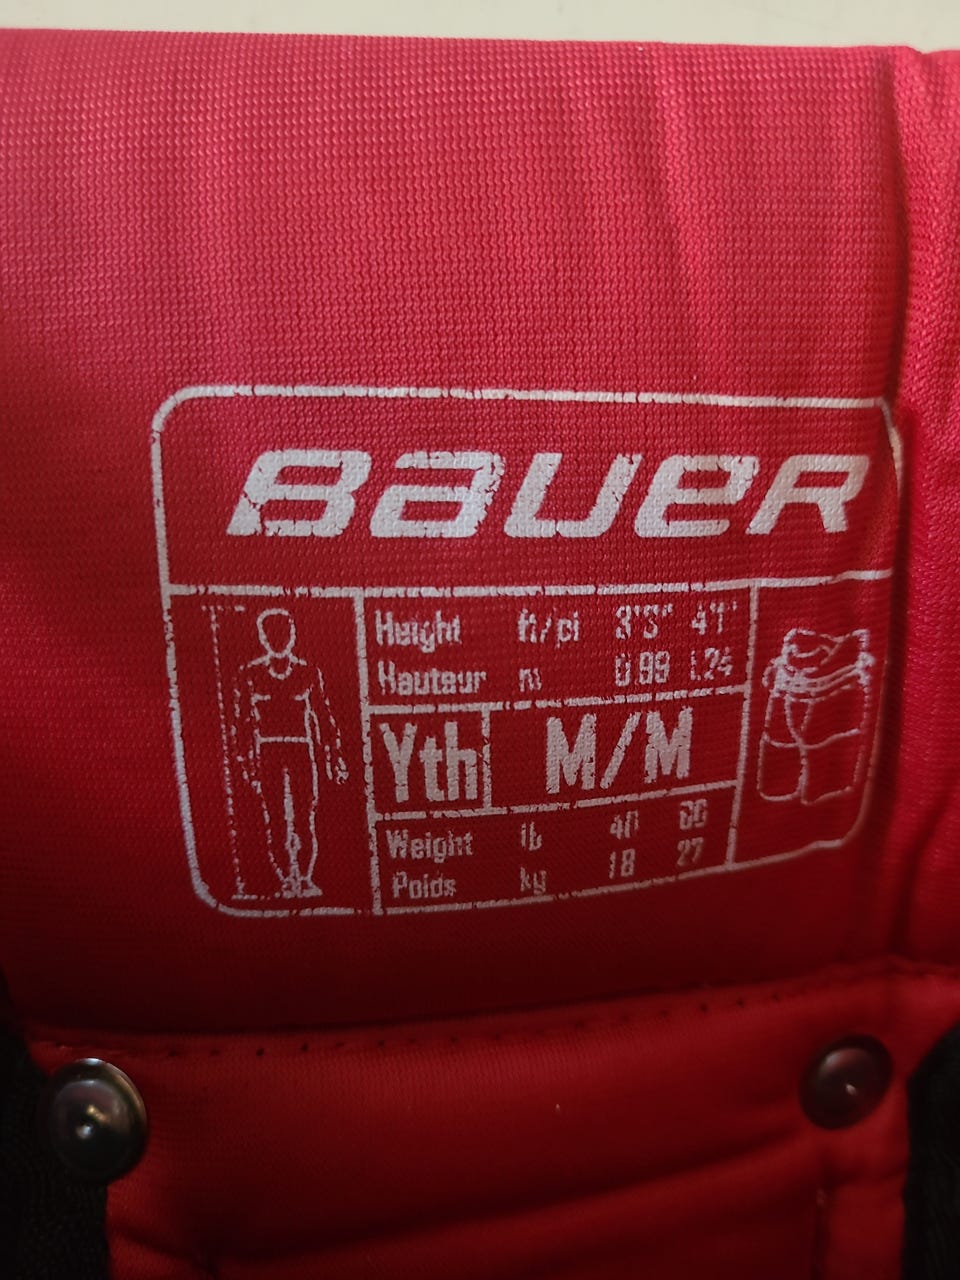 BAUER
Height ft/pi 3'3" 4'1"
Hauteur m 0.99 1.24
Yth M/M
Weight lb 40 60
Poids kg 18 27